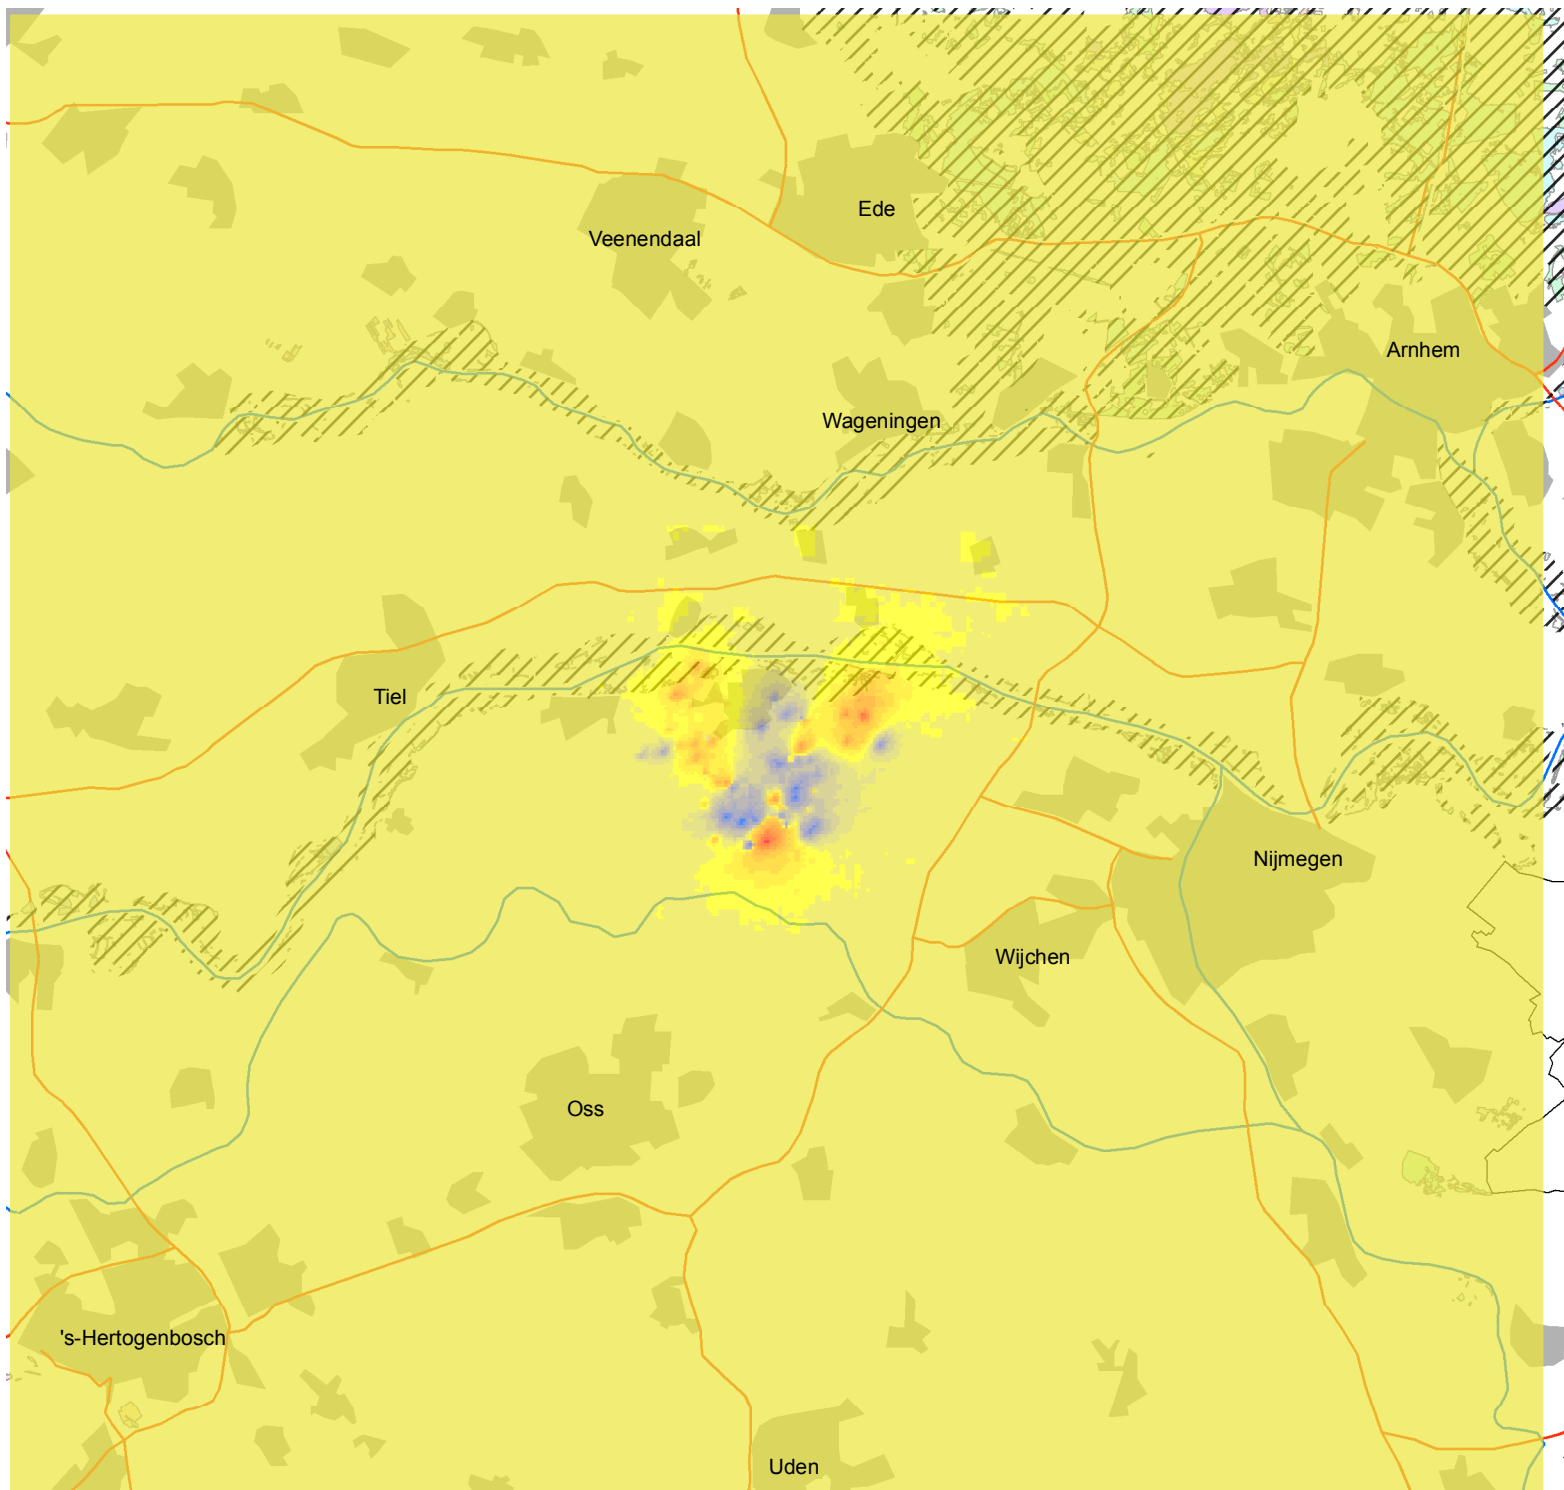 Ede
Veenendaal
Arnhem
Wageningen
Tiel
Nijmegen
Wijchen
Oss
's-Hertogenbosch
Uden